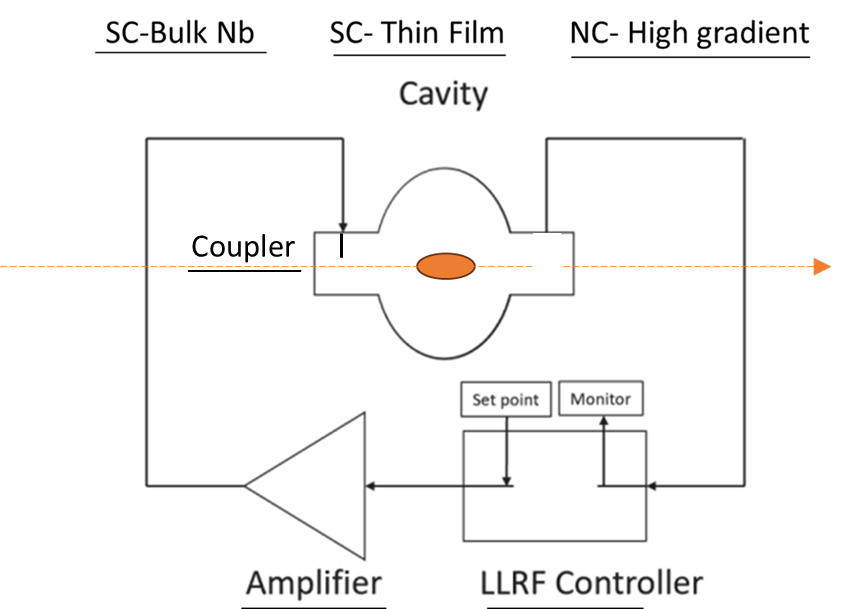 SC-Bulk Nb
SC- Thin Film
NC- High gradient
Cavity
Coupler
Set point
Monitor
Amplifier
LLRF Controller